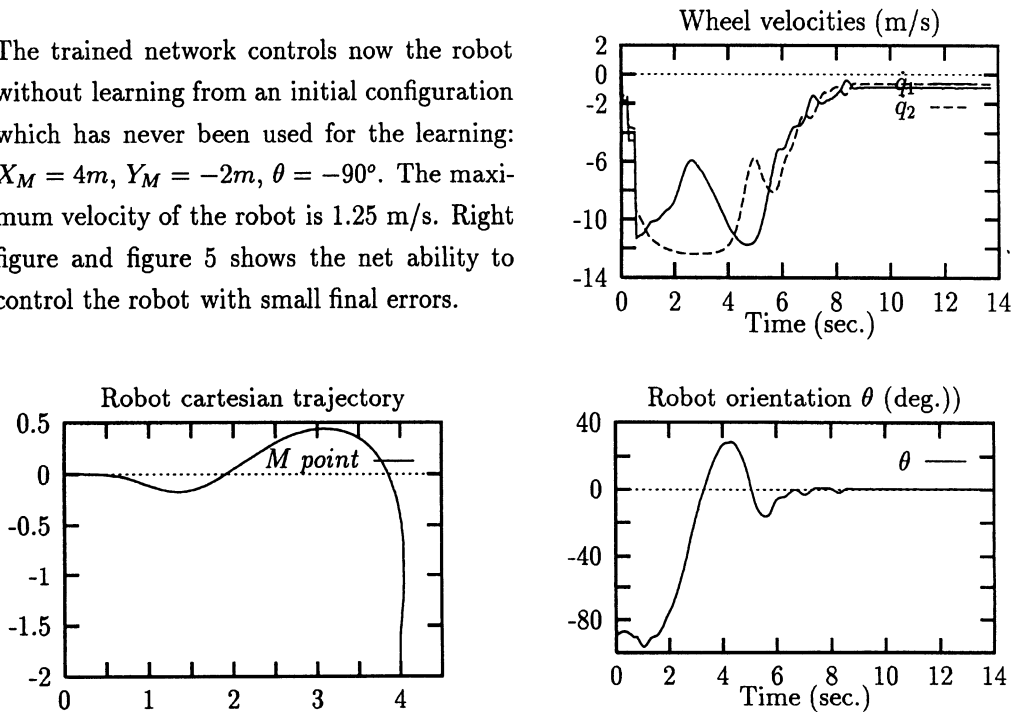 The trained network controls now the robot
without learning from an initial configuration
which has never been used for the learning:
X_M = 4m, Y_M = −2m, θ = −90°. The maxi-
mum velocity of the robot is 1.25 m/s. Right
figure and figure 5 shows the net ability to
control the robot with small final errors.
Wheel velocities (m/s)
2
0
-2
-6
-10
-14
q̇1
q̇2
0 2 4 6 8 10 12 14
Time (sec.)
Robot cartesian trajectory
0.5
0
-0.5
-1
-1.5
-2
M point
0 1 2 3 4
Robot orientation θ (deg.))
40
0
-40
-80
θ
0 2 4 6 8 10 12 14
Time (sec.)